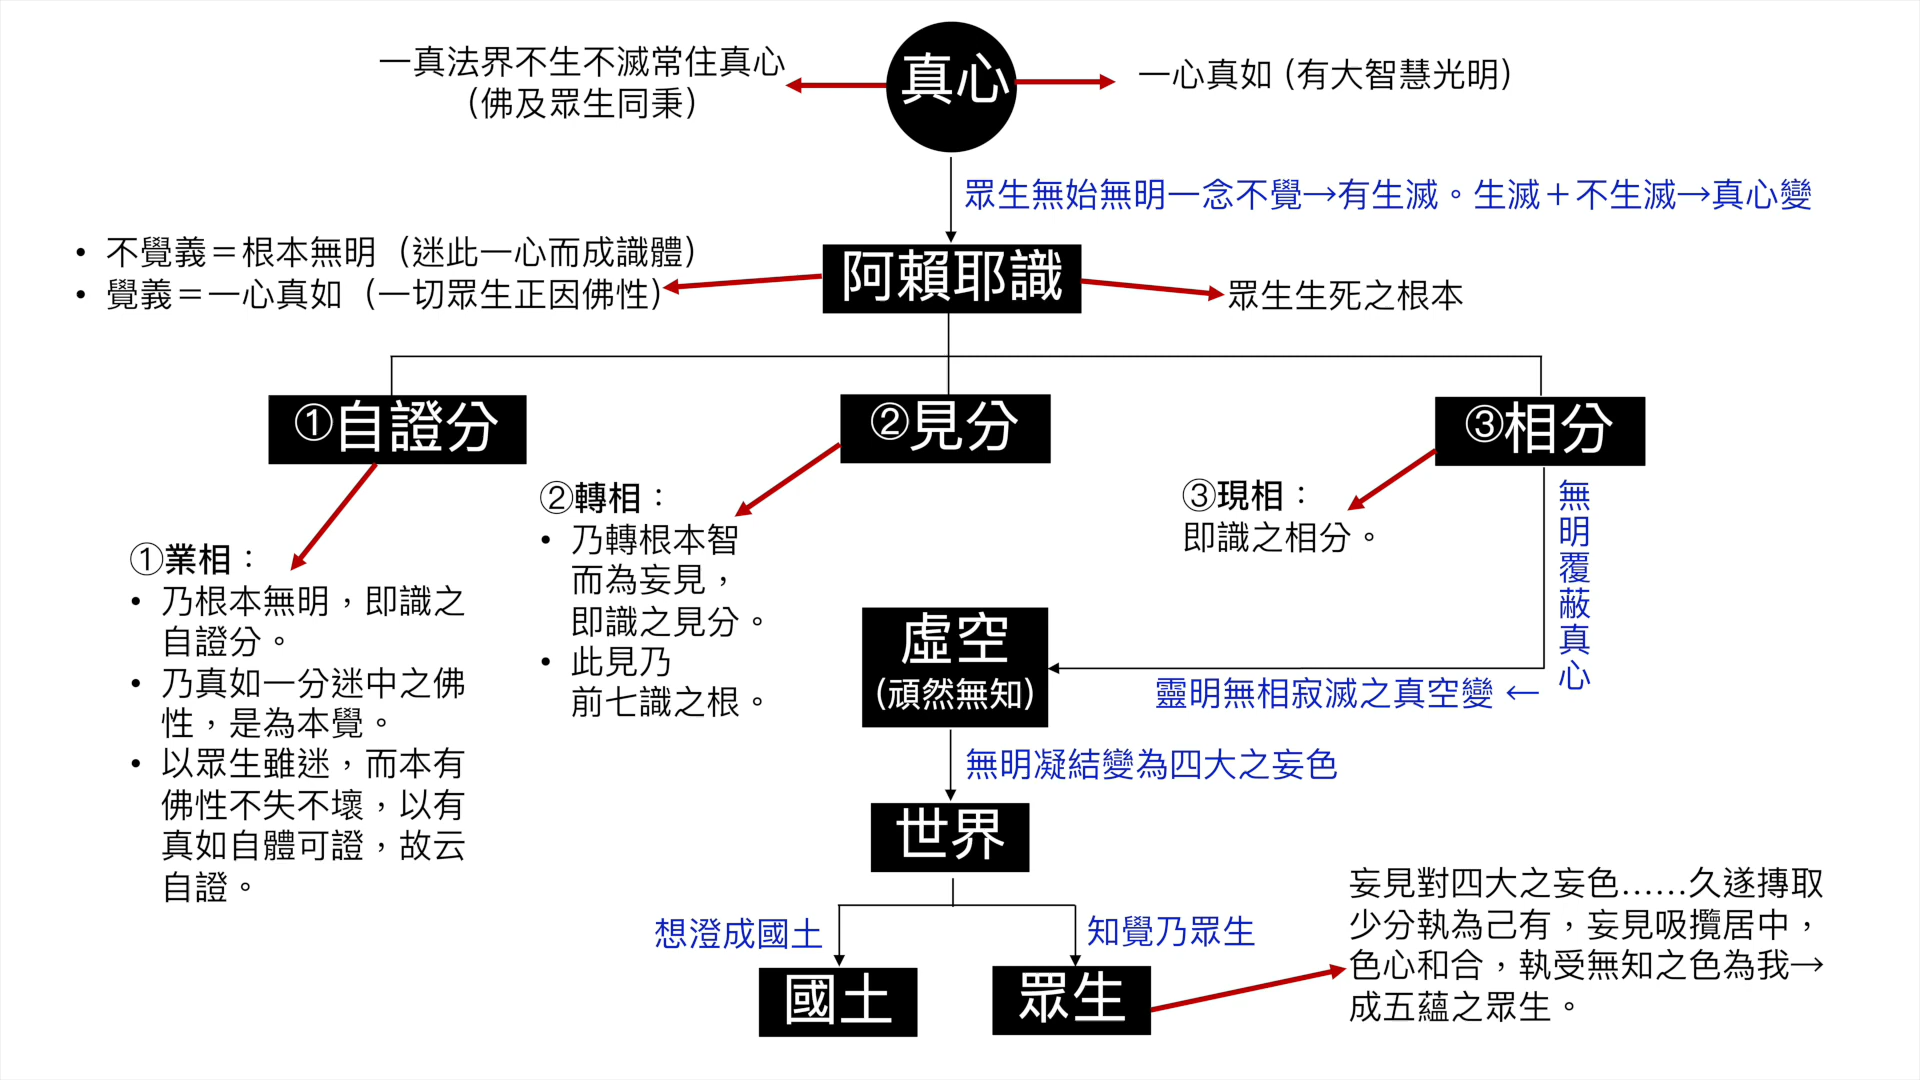 真心
一真法界不生不滅常住真心
（佛及眾生同秉）
一心真如（有大智慧光明）
眾生無始無明一念不覺→有生滅。生滅＋不生滅→真心變
阿賴耶識
• 不覺義＝根本無明（迷此一心而成識體）
• 覺義＝一心真如（一切眾生正因佛性）
眾生生死之根本
①自證分
②見分
③相分
①業相：
• 乃根本無明，即識之
自證分。
• 乃真如一分迷中之佛
性，是為本覺。
• 以眾生雖迷，而本有
佛性不失不壞，以有
真如自體可證，故云
自證。
②轉相：
• 乃轉根本智
而為妄見，
即識之見分。
• 此見乃
前七識之根。
③現相：
即識之相分。
無明覆蔽真心
靈明無相寂滅之真空變 ←
虛空
（頑然無知）
無明凝結變為四大之妄色
世界
想澄成國土
知覺乃眾生
國土
眾生
妄見對四大之妄色……久遂摶取
少分執為己有，妄見吸攬居中，
色心和合，執受無知之色為我→
成五蘊之眾生。